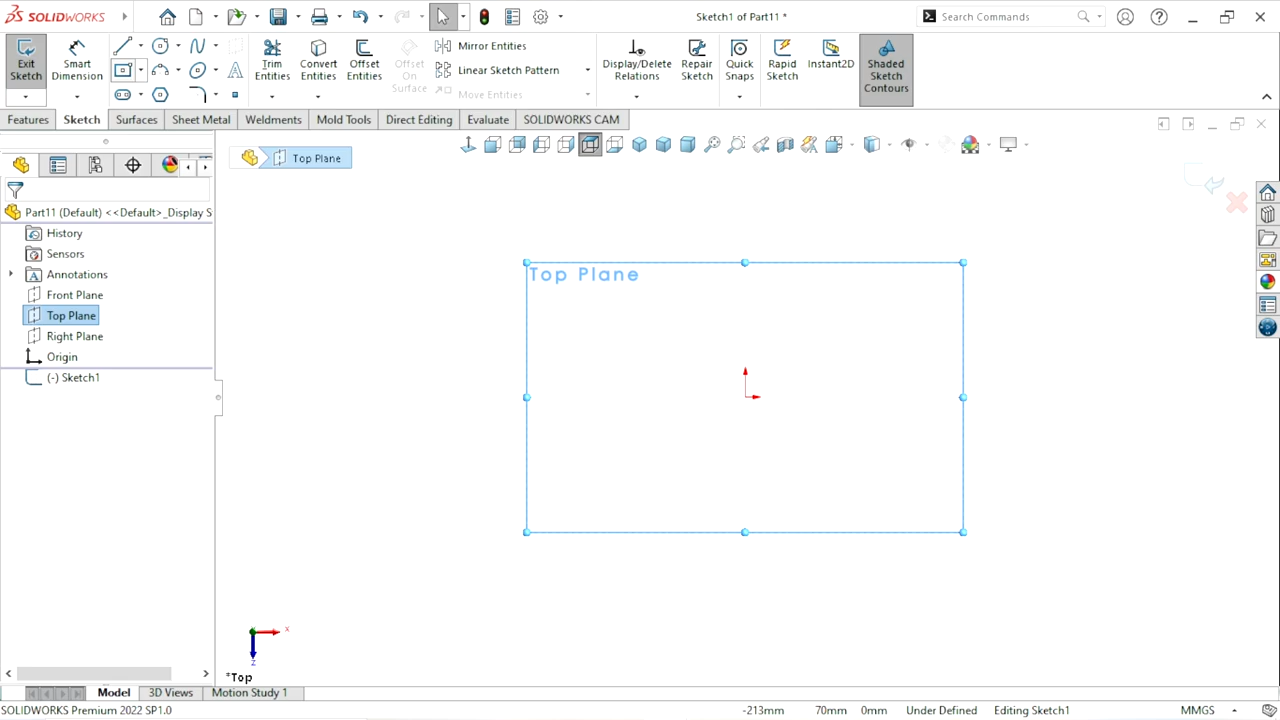 SOLIDWORKS
Sketch1 of Part11 *
Search Commands
Exit Sketch
Smart Dimension
Trim Entities
Convert Entities
Offset Entities
Offset On Surface
Mirror Entities
Linear Sketch Pattern
Move Entities
Display/Delete Relations
Repair Sketch
Quick Snaps
Rapid Sketch
Instant2D
Shaded Sketch Contours
Features
Sketch
Surfaces
Sheet Metal
Weldments
Mold Tools
Direct Editing
Evaluate
SOLIDWORKS CAM
Top Plane
Part11 (Default) <<Default>_Display S
History
Sensors
Annotations
Front Plane
Top Plane
Right Plane
Origin
(-) Sketch1
Top Plane
x
z
*Top
Model
3D Views
Motion Study 1
SOLIDWORKS Premium 2022 SP1.0
-213mm
70mm
0mm
Under Defined
Editing Sketch1
MMGS